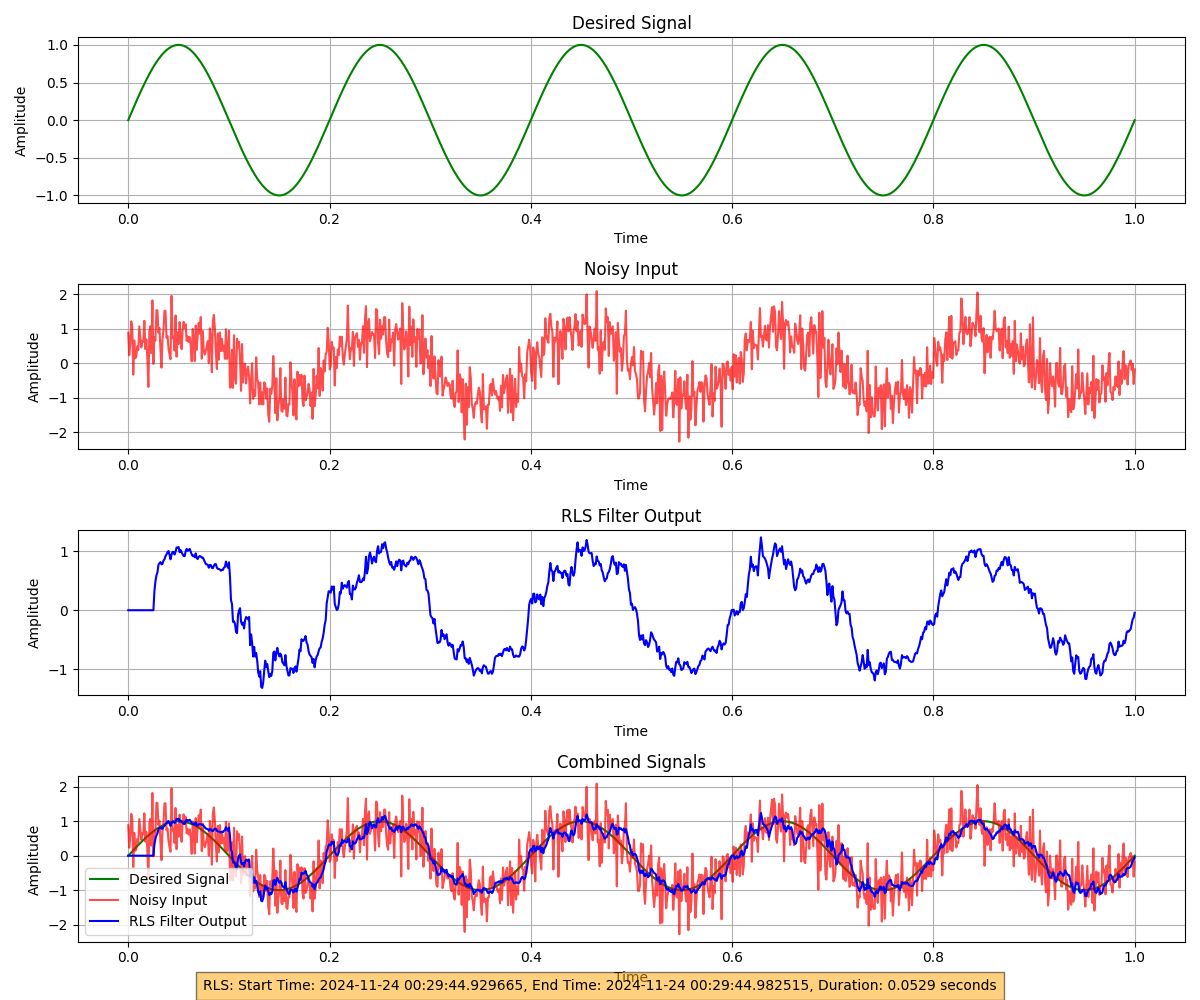 Desired Signal
1.0
0.5
0.0
−0.5
−1.0
Amplitude
0.0 0.2 0.4 0.6 0.8 1.0
Time
Noisy Input
2
1
0
−1
−2
Amplitude
0.0 0.2 0.4 0.6 0.8 1.0
Time
RLS Filter Output
1
0
−1
Amplitude
0.0 0.2 0.4 0.6 0.8 1.0
Time
Combined Signals
2
1
0
−1
−2
Amplitude
Desired Signal
Noisy Input
RLS Filter Output
0.0 0.2 0.4 0.6 0.8 1.0
Time
RLS: Start Time: 2024-11-24 00:29:44.929665, End Time: 2024-11-24 00:29:44.982515, Duration: 0.0529 seconds